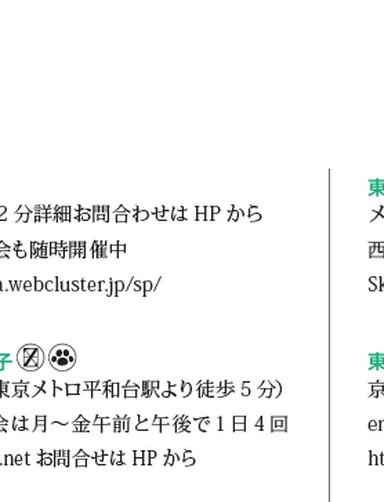 2 分詳細お問合わせは HP から
会も随時開催中
a.webcluster.jp/sp/
子
東京メトロ平和台駅より徒歩 5 分）
会は月～金午前と午後で 1 日 4 回
.net お問合せは HP から
東
メ
西
Sk
東
京
en
ht